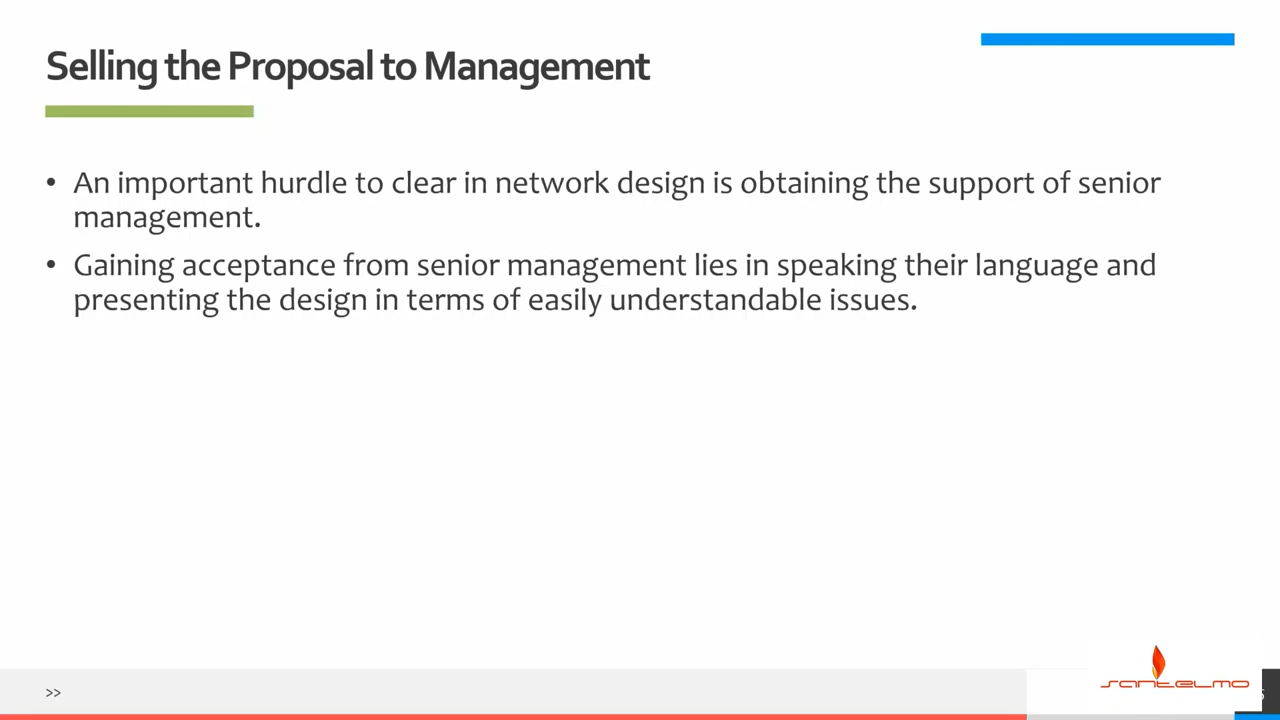 Selling the Proposal to Management
• An important hurdle to clear in network design is obtaining the support of senior
management.
• Gaining acceptance from senior management lies in speaking their language and
presenting the design in terms of easily understandable issues.
>>
santelmo